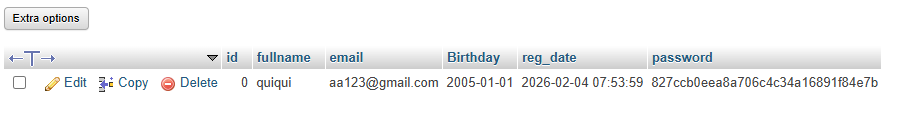 Extra options
←T→ id fullname email Birthday reg_date password
Edit Copy Delete 0 quiqui aa123@gmail.com 2005-01-01 2026-02-04 07:53:59 827ccb0eea8a706c4c34a16891f84e7b